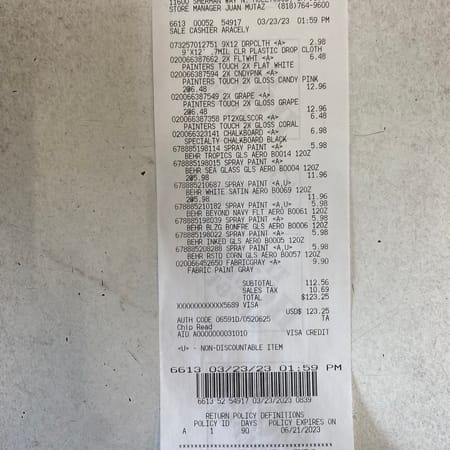 11600 SHERMAN WAY N.
STORE MANAGER JUAN MUTAZ (818)764-9600
6613 00052 54917 03/23/23 01:59 PM
SALE CASHIER ARACELY
073257012751 9X12 DRPCLTH <A> 2.98
9'X12' .7MIL CLR PLASTIC DROP CLOTH
020066387662 2X FLTWHT <A> 6.48
PAINTERS TOUCH 2X FLAT WHITE
020066387594 2X CNDYPNK <A>
PAINTERS TOUCH 2X GLOSS CANDY PINK
2@6.48 12.96
020066387549 2X GRAPE <A>
PAINTERS TOUCH 2X GLOSS GRAPE
2@6.48 12.96
020066387358 PT2XGLSCOR <A> 6.48
PAINTERS TOUCH 2X GLOSS CORAL
020066323141 CHALKBOARD <A> 6.98
SPECIALTY CHALKBOARD BLACK
678885198114 SPRAY PAINT <A> 5.98
BEHR TROPICS GLS AERO B0014 12OZ
678885198015 SPRAY PAINT <A>
BEHR SEA GLASS GLS AERO B0004 12OZ
2@5.98 11.96
678885210687 SPRAY PAINT <A,U>
BEHR WHITE SATIN AERO B0069 12OZ
2@5.98 11.96
678885210182 SPRAY PAINT <A,U> 5.98
BEHR BEYOND NAVY FLT AERO B0061 12OZ
678885198039 SPRAY PAINT <A> 5.98
BEHR BLZG BONFRE GLS AERO B0006 12OZ
678885198022 SPRAY PAINT <A> 5.98
BEHR INKED GLS AERO B0005 12OZ
678885208288 SPRAY PAINT <A,U> 5.98
BEHR RSTD CORN GLS AERO B0057 12OZ
020066452650 FABRICGRAY <A> 9.90
FABRIC PAINT GRAY
SUBTOTAL 112.56
SALES TAX 10.69
TOTAL $123.25
XXXXXXXXXXXX5689 VISA
USD$ 123.25
AUTH CODE 06591D/0520625 TA
Chip Read
AID A0000000031010 VISA CREDIT
<U> - NON-DISCOUNTABLE ITEM
6613 03/23/23 01:59 PM
6613 52 54917 03/23/2023 0839
RETURN POLICY DEFINITIONS
POLICY ID DAYS POLICY EXPIRES ON
A 1 90 06/21/2023